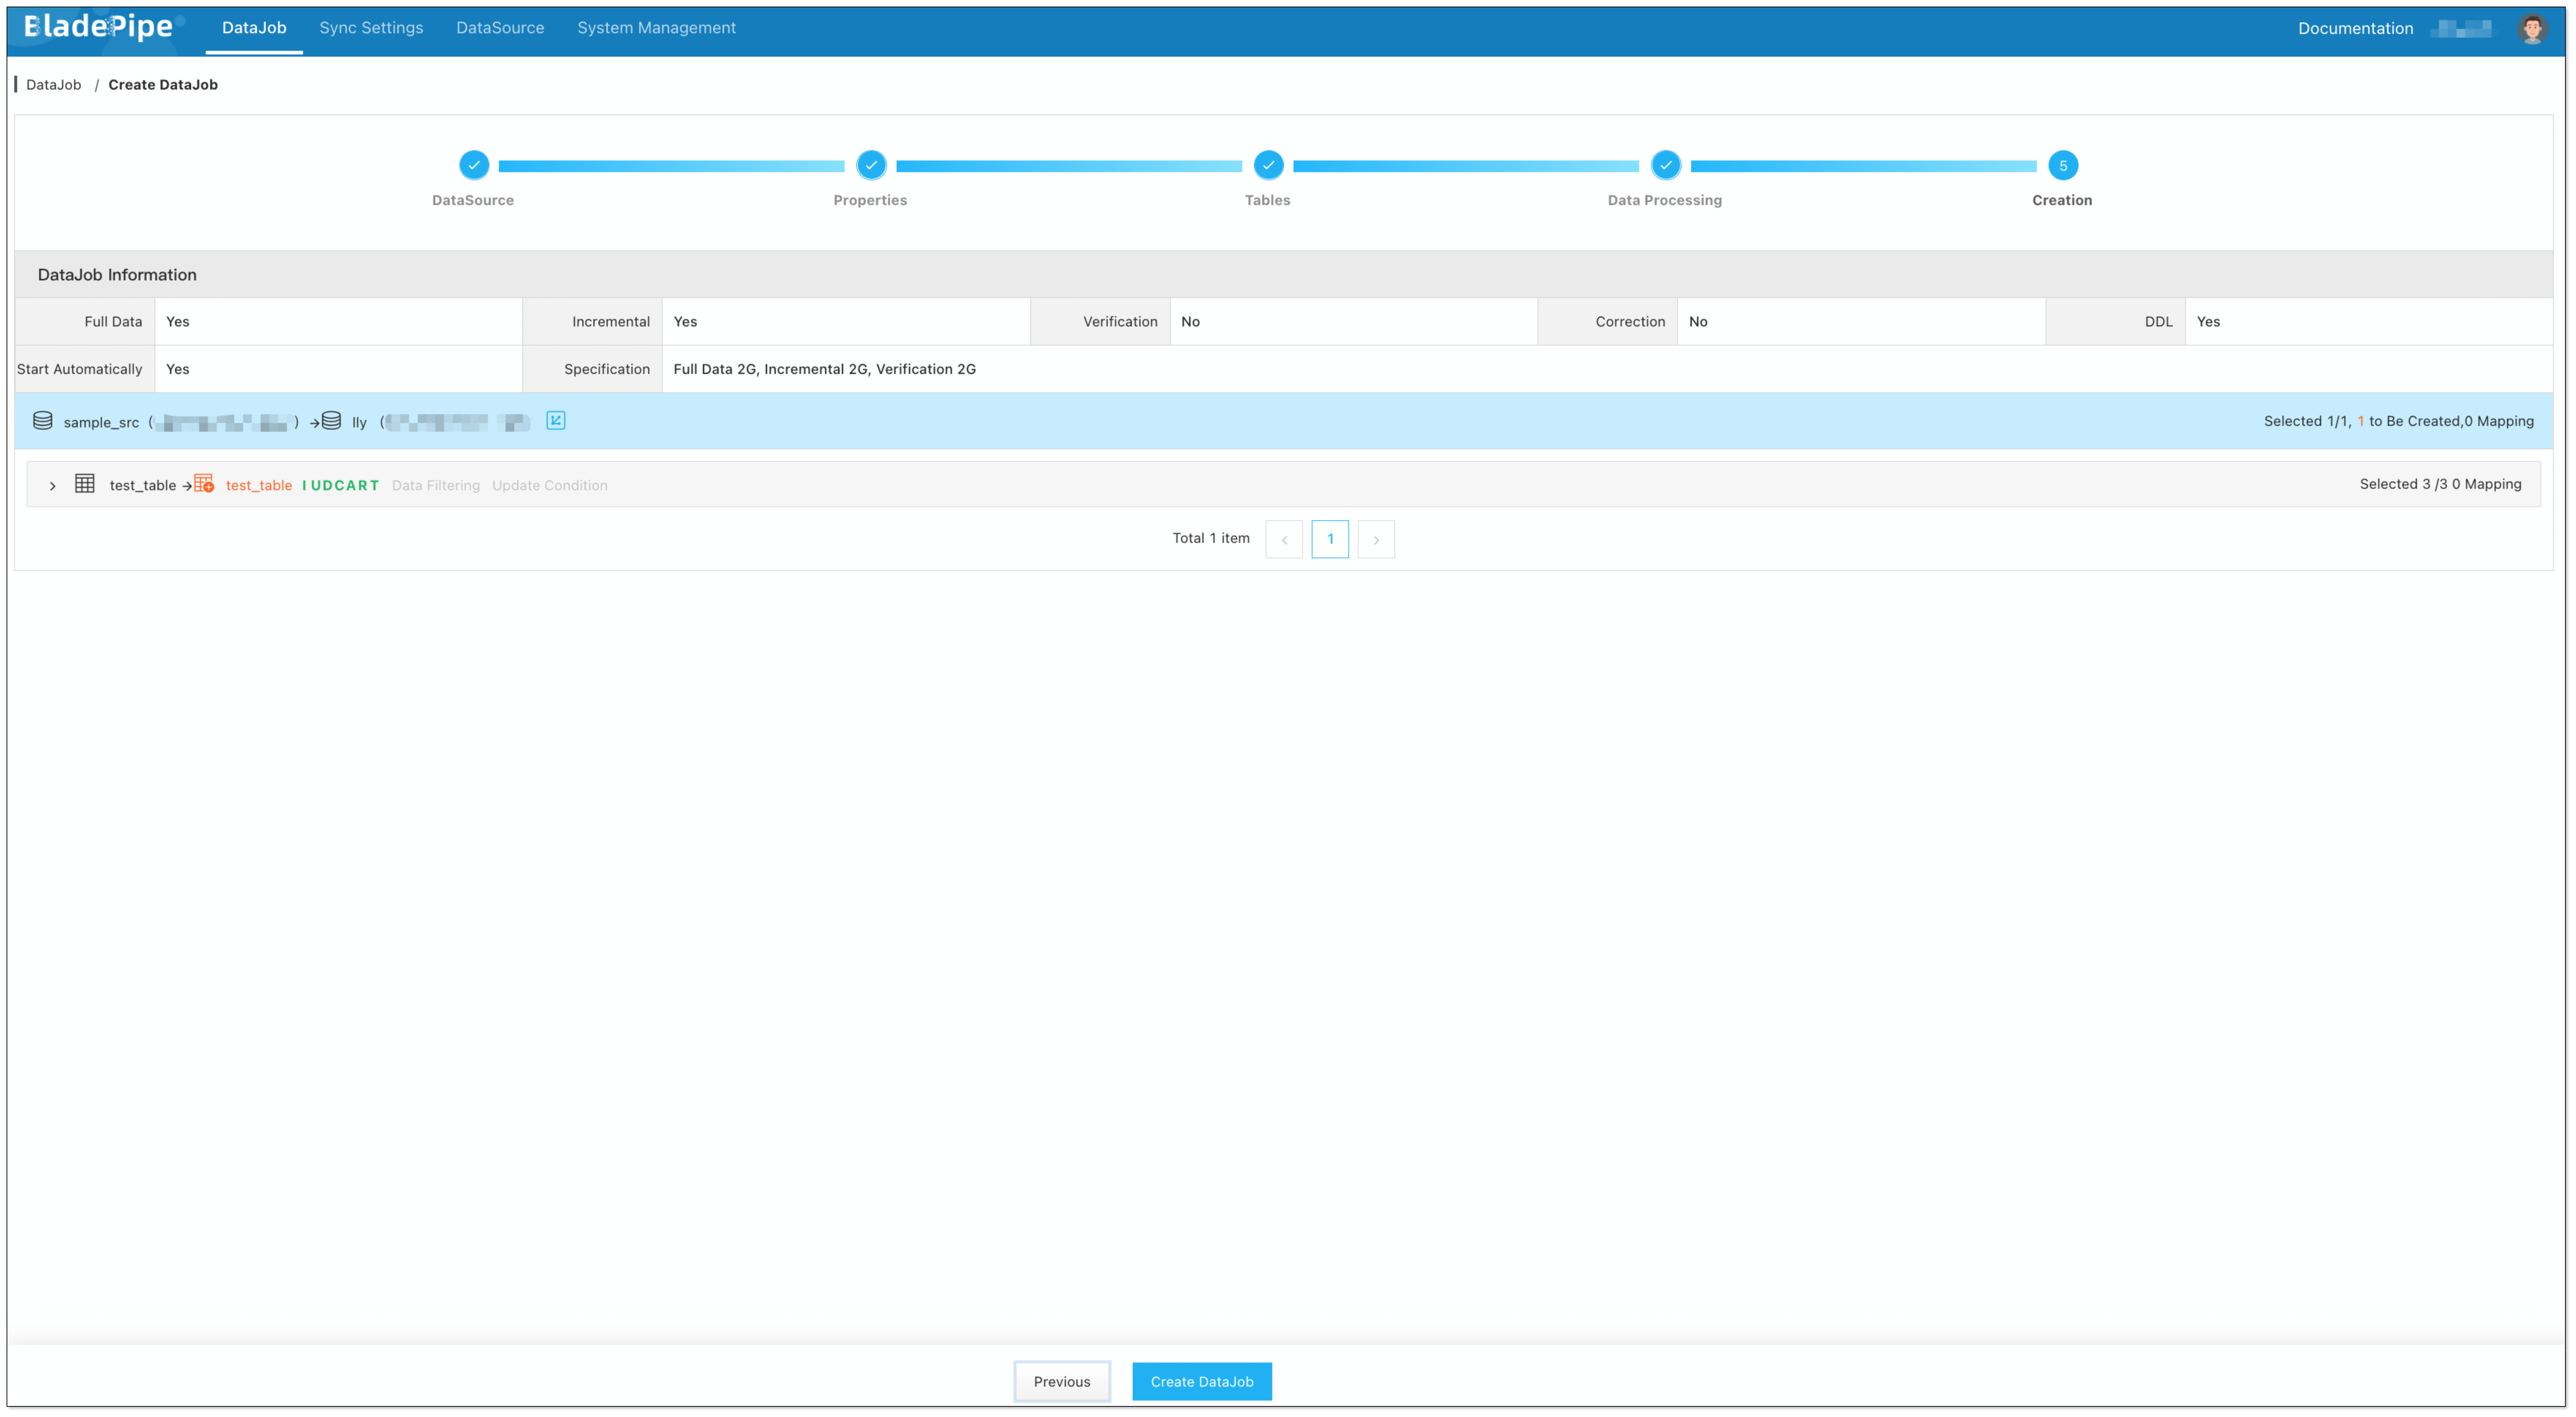 BladePipe DataJob Sync Settings DataSource System Management Documentation
DataJob / Create DataJob
5
DataSource Properties Tables Data Processing Creation
DataJob Information
Full Data Yes Incremental Yes Verification No Correction No DDL Yes
Start Automatically Yes Specification Full Data 2G, Incremental 2G, Verification 2G
sample_src ( ) → lly ( Selected 1/1, 1 to Be Created,0 Mapping
test_table → test_table I U D C A R T Data Filtering Update Condition Selected 3 /3 0 Mapping
Total 1 item < 1 >
Previous Create DataJob